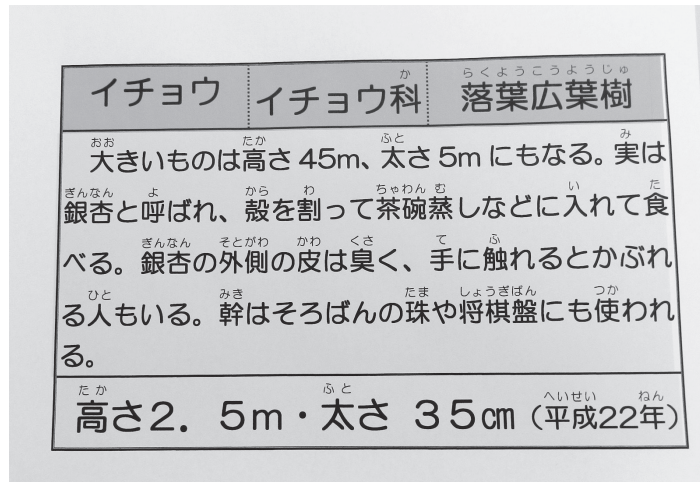 イチョウ イチョウ科 落葉広葉樹
大きいものは高さ45m、太さ5mにもなる。実は
銀杏と呼ばれ、殻を割って茶碗蒸しなどに入れて食
べる。銀杏の外側の皮は臭く、手に触れるとかぶれ
る人もいる。幹はそろばんの珠や将棋盤にも使われ
る。
高さ2．5m・太さ 35㎝（平成22年）